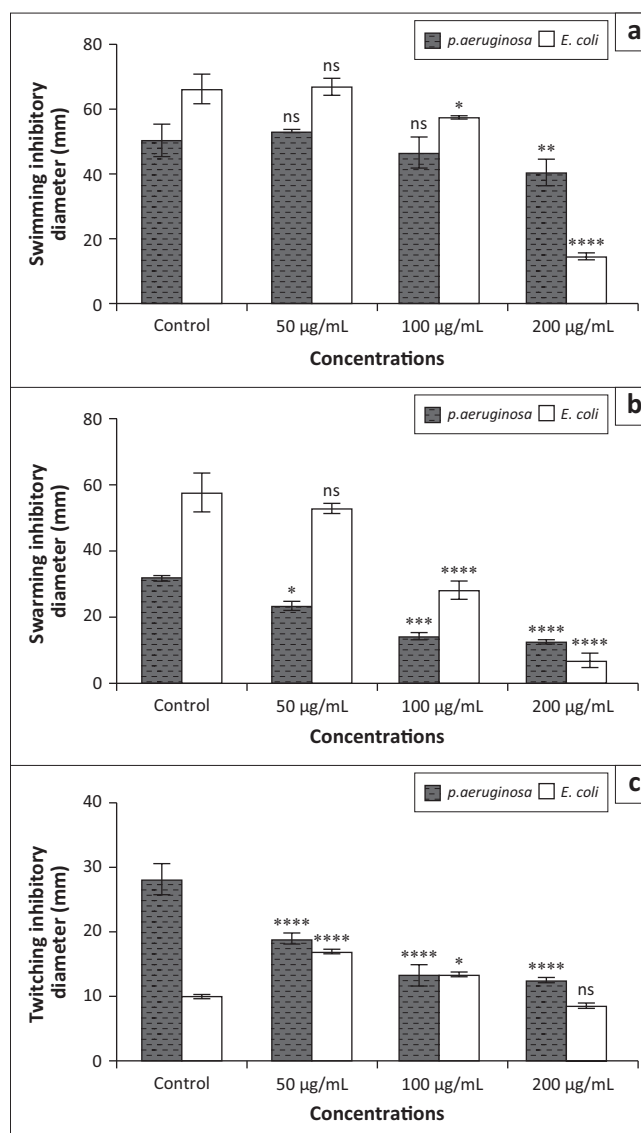 a
p.aeruginosa E. coli
Swimming inhibitory
diameter (mm)
80
60
40
20
0
ns
ns
ns
*
**
****
Control 50 µg/mL 100 µg/mL 200 µg/mL
Concentrations
b
p.aeruginosa E. coli
Swarming inhibitory
diameter (mm)
80
60
40
20
0
*
ns
***
****
****
****
Control 50 µg/mL 100 µg/mL 200 µg/mL
Concentrations
c
p.aeruginosa E. coli
Twitching inhibitory
diameter (mm)
40
30
20
10
0
****
****
****
*
****
ns
Control 50 µg/mL 100 µg/mL 200 µg/mL
Concentrations